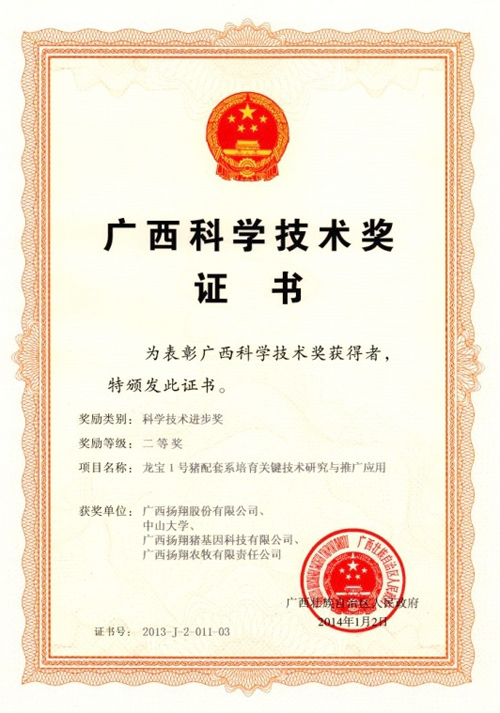 广西科学技术奖
证书
为表彰广西科学技术奖获得者，
特颁发此证书。
奖励类别：科学技术进步奖
奖励等级：二等奖
项目名称：龙宝1号猪配套系培育关键技术研究与推广应用
获奖单位：广西扬翔股份有限公司、
中山大学、
广西扬翔猪基因科技有限公司、
广西扬翔农牧有限责任公司
广西壮族自治区人民政府
2014年1月2日
证书号：2013-J-2-011-03